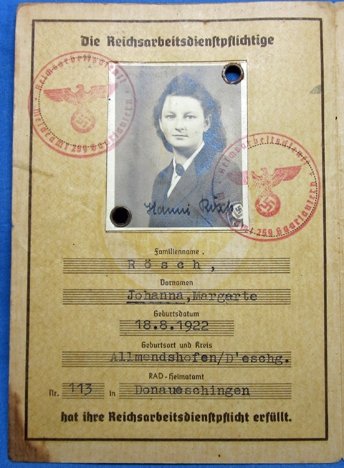 Die Reichsarbeitsdienstpflichtige
Hanni Rösch
Familienname.
Rösch,
Vornamen
Johanna, Margarte
Geburtsdatum
18.8.1922
Geburtsort und Kreis
Allmendshofen/D'eschg.
RAD-Heimatamt
Nr. 113 in Donaueschingen
hat ihre Reichsarbeitsdienstpflicht erfüllt.